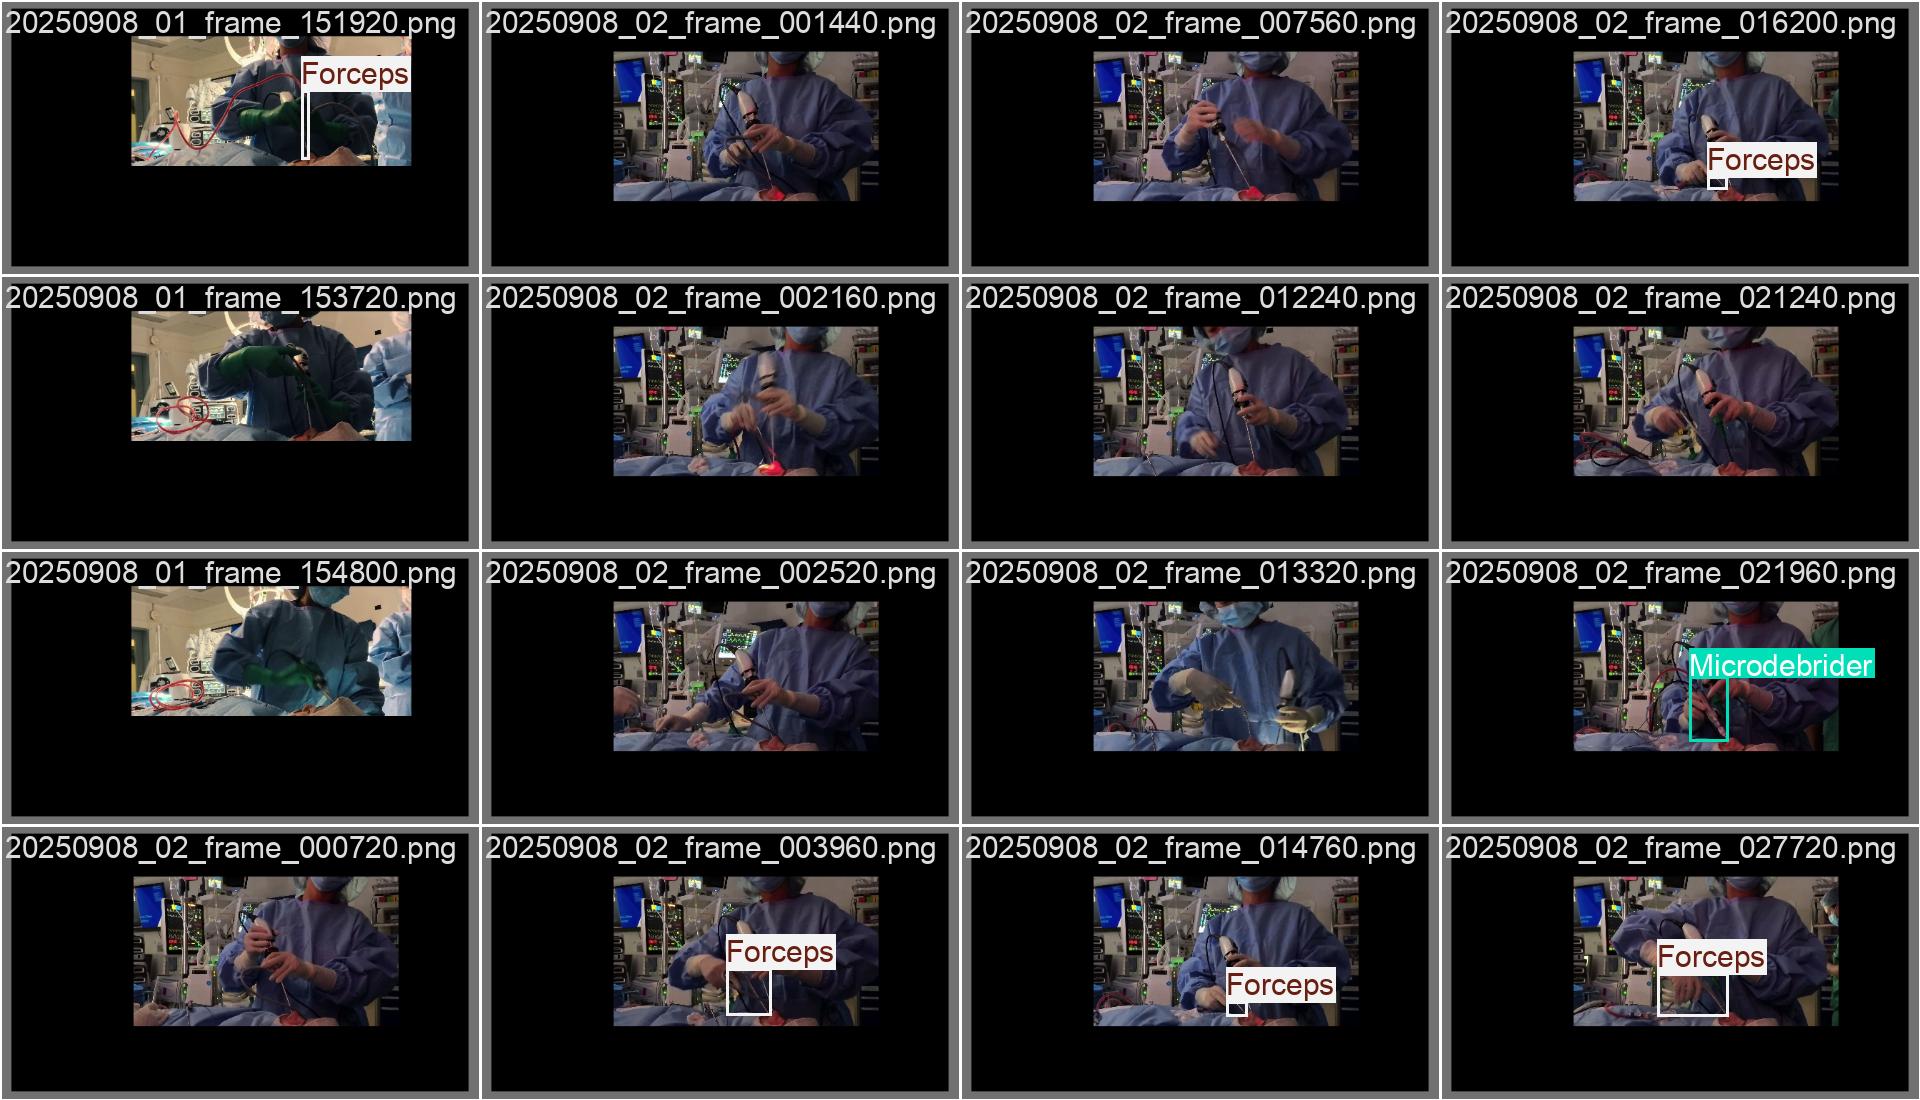 20250908_01_frame_151920.png
20250908_02_frame_001440.png
20250908_02_frame_007560.png
20250908_02_frame_016200.png
Forceps
Forceps
20250908_01_frame_153720.png
20250908_02_frame_002160.png
20250908_02_frame_012240.png
20250908_02_frame_021240.png
20250908_01_frame_154800.png
20250908_02_frame_002520.png
20250908_02_frame_013320.png
20250908_02_frame_021960.png
Microdebrider
20250908_02_frame_000720.png
20250908_02_frame_003960.png
20250908_02_frame_014760.png
20250908_02_frame_027720.png
Forceps
Forceps
Forceps